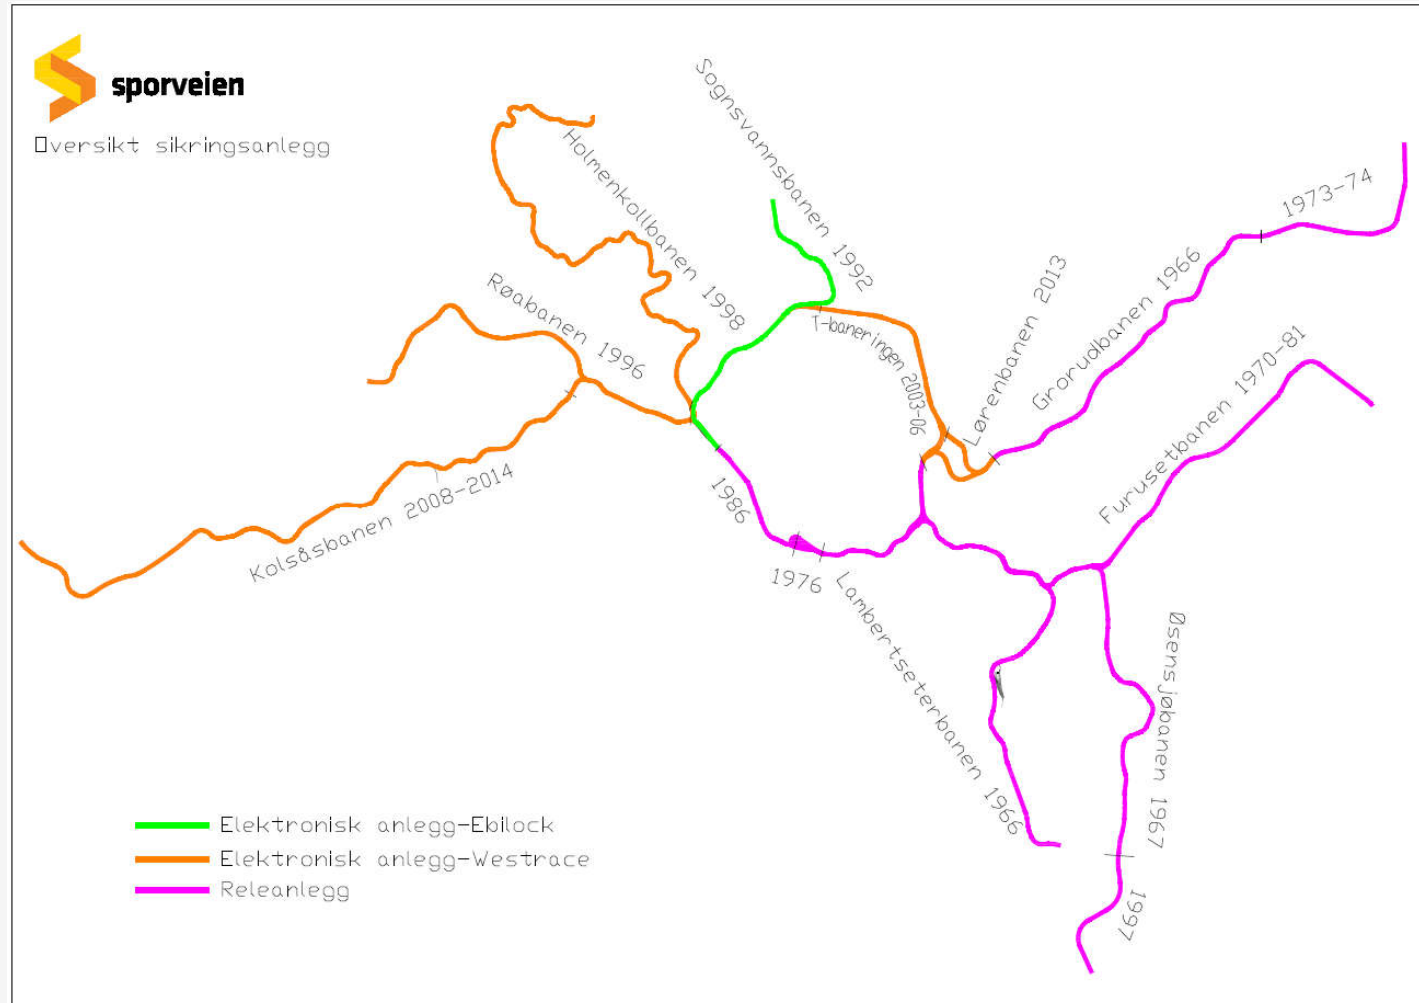 sporveien
Oversikt sikringsanlegg
Sognsvannsbanen 1992
Holmenkollbanen 1998
Røabanen 1996
Kolsåsbanen 2008-2014
T-baneringen 2003-06
Lørenbanen 2013
Grorudbanen 1966
1973-74
Furusetbanen 1970-81
1986
1976
Lambertseterbanen 1966
Øsensjøbanen 1967
1997
Elektronisk anlegg-Ebilock
Elektronisk anlegg-Westrace
Releanlegg